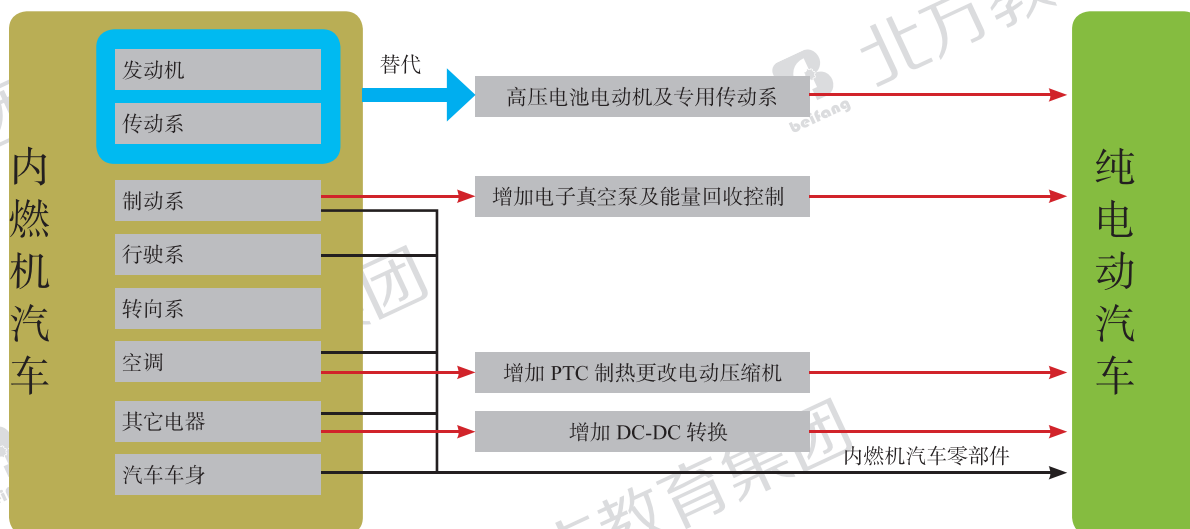 内燃机汽车
发动机
传动系
制动系
行驶系
转向系
空调
其它电器
汽车车身
替代
高压电池电动机及专用传动系
增加电子真空泵及能量回收控制
增加 PTC 制热更改电动压缩机
增加 DC-DC 转换
内燃机汽车零部件
纯电动汽车
北方教
beifang
团
方教育集团